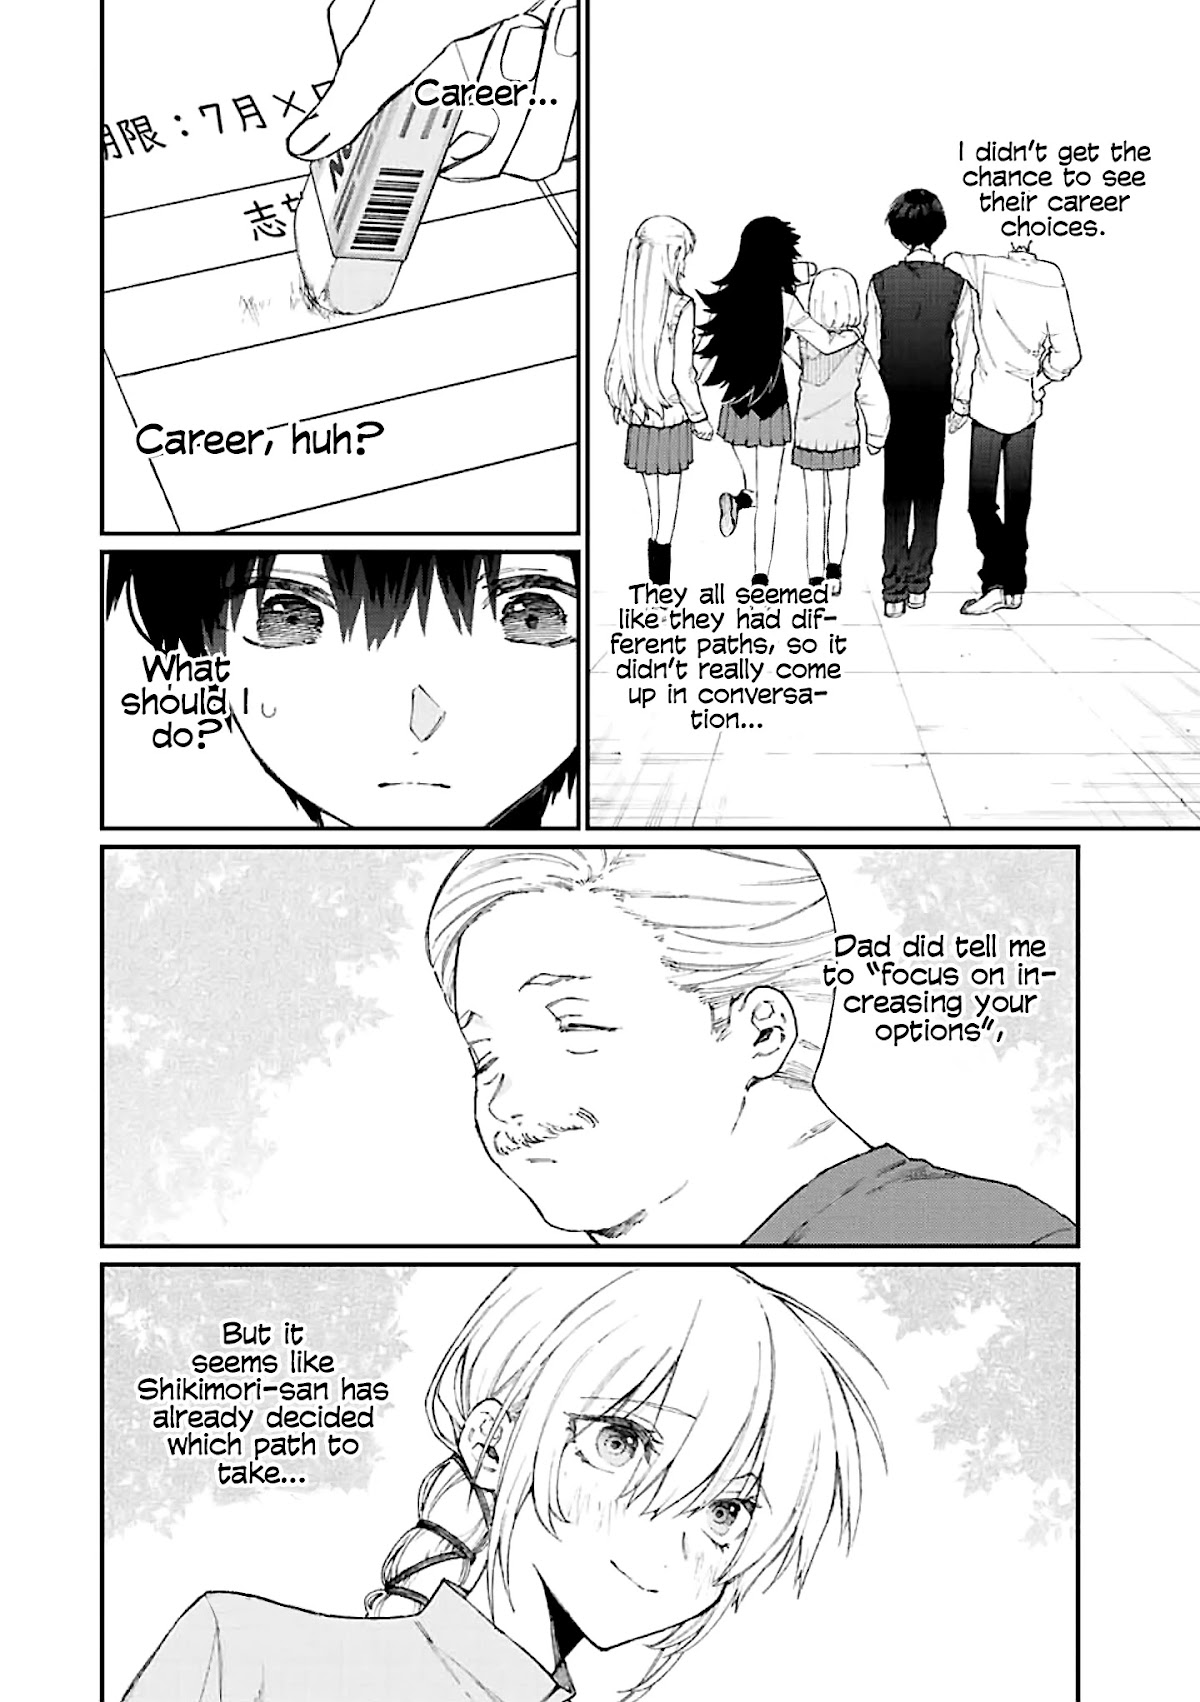 I didn't get the
chance to see
their career
choices.
They all seemed
like they had dif-
ferent paths, so it
didn't really come
up in conversa-
tion...
Career...
期限：7月×日
志
No
Career, huh?
What
should I
do?
Dad did tell me
to "focus on in-
creasing your
options",
But it
seems like
Shikimori-san has
already decided
which path to
take...